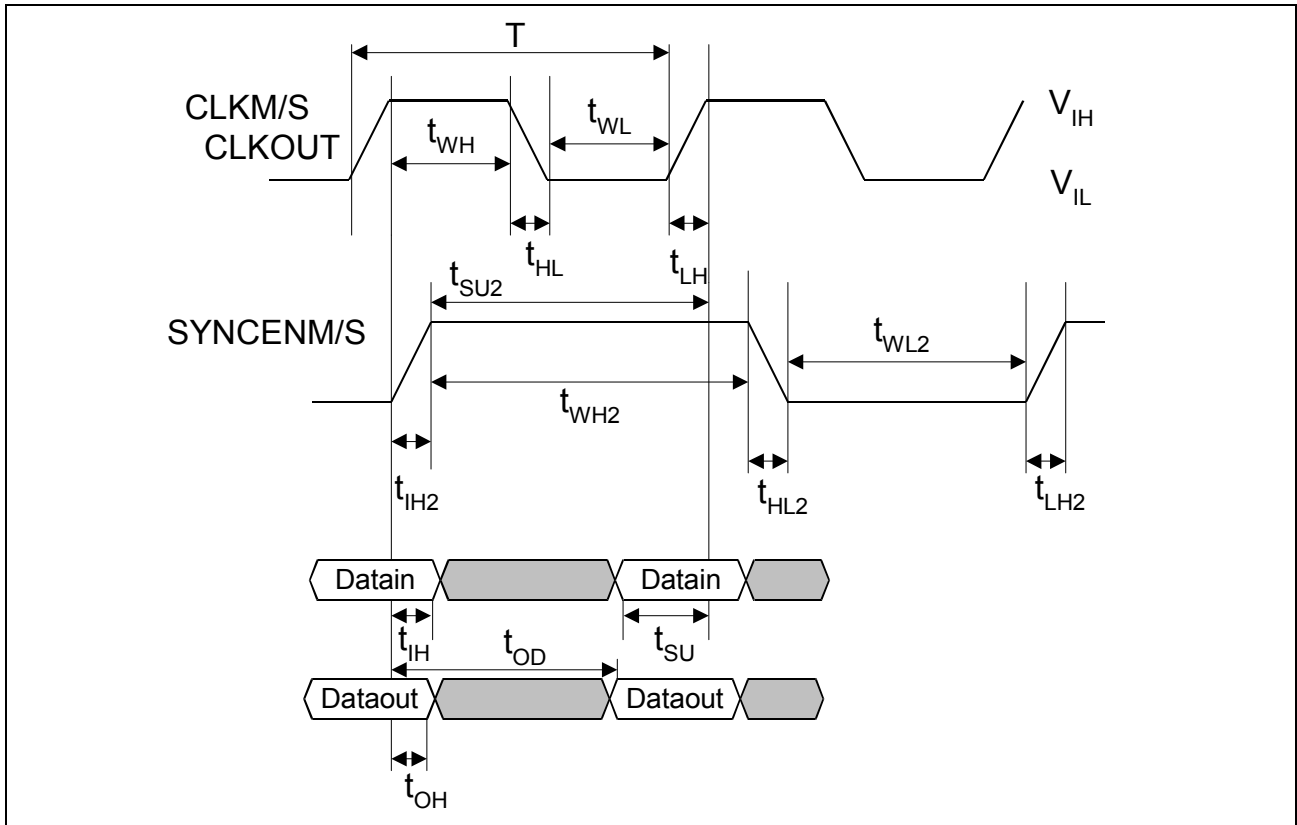 T
CLKM/S
CLKOUT
tWH
tWL
VIH
VIL
tHL
tLH
tSU2
SYNCENM/S
tWL2
tWH2
tIH2
tHL2
tLH2
Datain
Datain
tIH
tOD
tSU
Dataout
Dataout
tOH